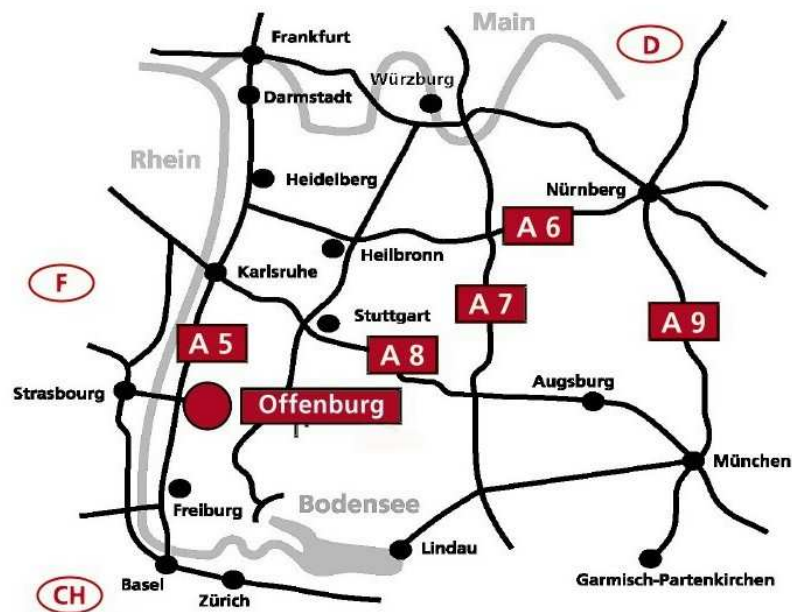 Frankfurt
Main
D
Würzburg
Darmstadt
Rhein
Heidelberg
Nürnberg
A 6
Heilbronn
Karlsruhe
F
A 7
A 9
Stuttgart
A 5
A 8
Augsburg
Strasbourg
Offenburg
München
Bodensee
Freiburg
Lindau
Basel
Garmisch-Partenkirchen
CH
Zürich